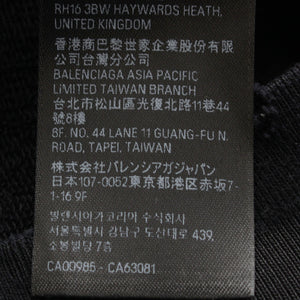 RH16 3BW HAYWARDS HEATH,
UNITED KINGDOM
香港商巴黎世家企業股份有限
公司台灣分公司
BALENCIAGA ASIA PACIFIC
LIMITED TAIWAN BRANCH
台北市松山區光復北路11巷44
號8樓
8F. NO. 44 LANE 11 GUANG-FU N.
ROAD, TAIPEI, TAIWAN
株式会社バレンシアガジャパン
日本107-0052東京都港区赤坂7-
1-16 9F
발렌시아가코리아 주식회사
서울특별시 강남구 도산대로 439,
소봉빌딩 7층
CA00985 - CA63081